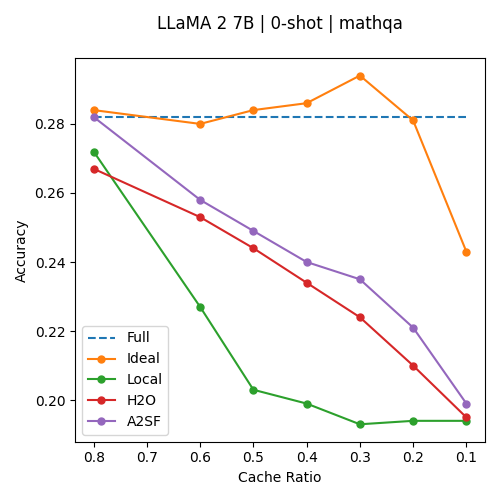 LLaMA 2 7B | 0-shot | mathqa
Accuracy
0.28
0.26
0.24
0.22
0.20
Full
Ideal
Local
H2O
A2SF
0.8 0.7 0.6 0.5 0.4 0.3 0.2 0.1
Cache Ratio